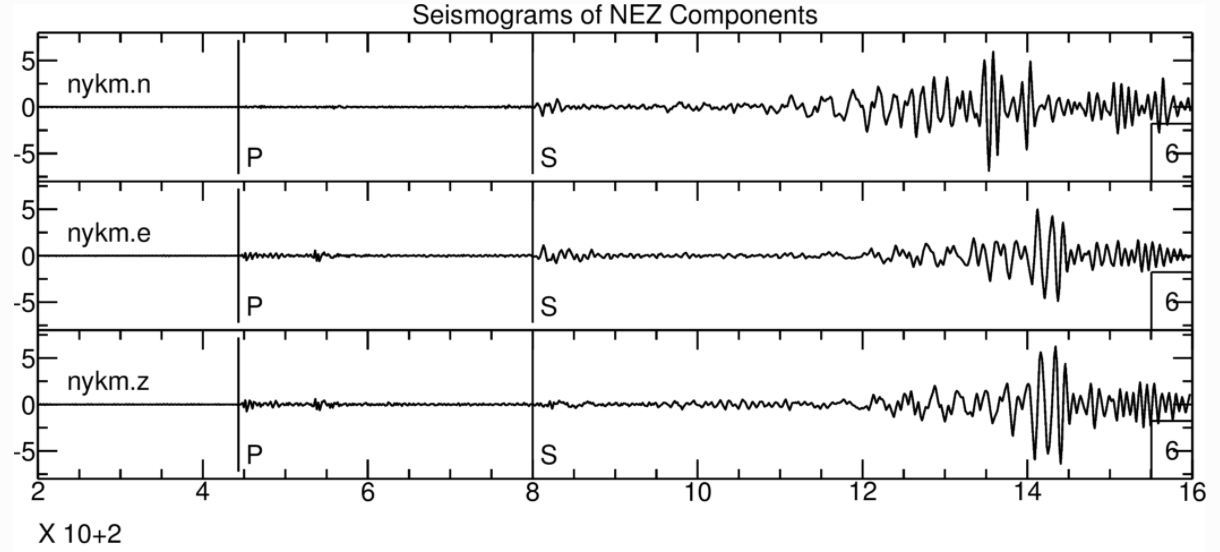 Seismograms of NEZ Components
5
nykm.n
0
-5
P
S
6
5
nykm.e
0
-5
P
S
6
5
nykm.z
0
-5
P
S
6
2 4 6 8 10 12 14 16
X 10+2